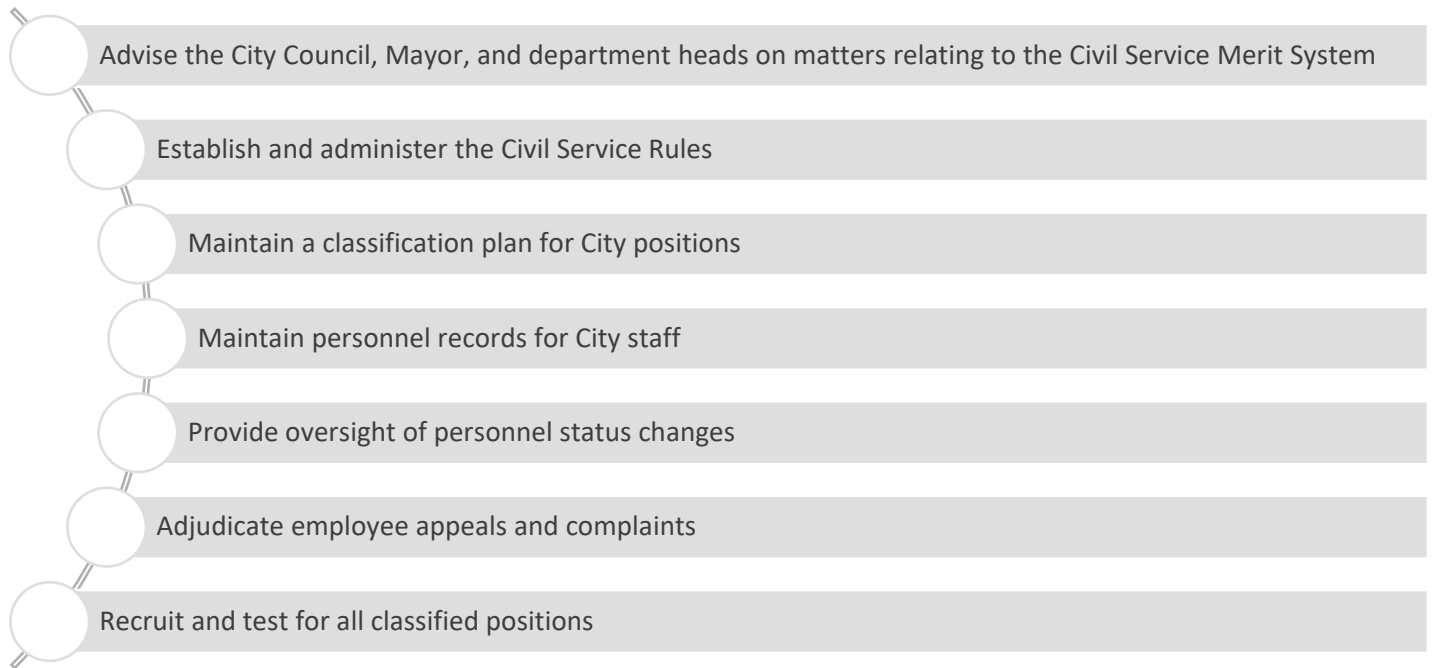 Advise the City Council, Mayor, and department heads on matters relating to the Civil Service Merit System
Establish and administer the Civil Service Rules
Maintain a classification plan for City positions
Maintain personnel records for City staff
Provide oversight of personnel status changes
Adjudicate employee appeals and complaints
Recruit and test for all classified positions